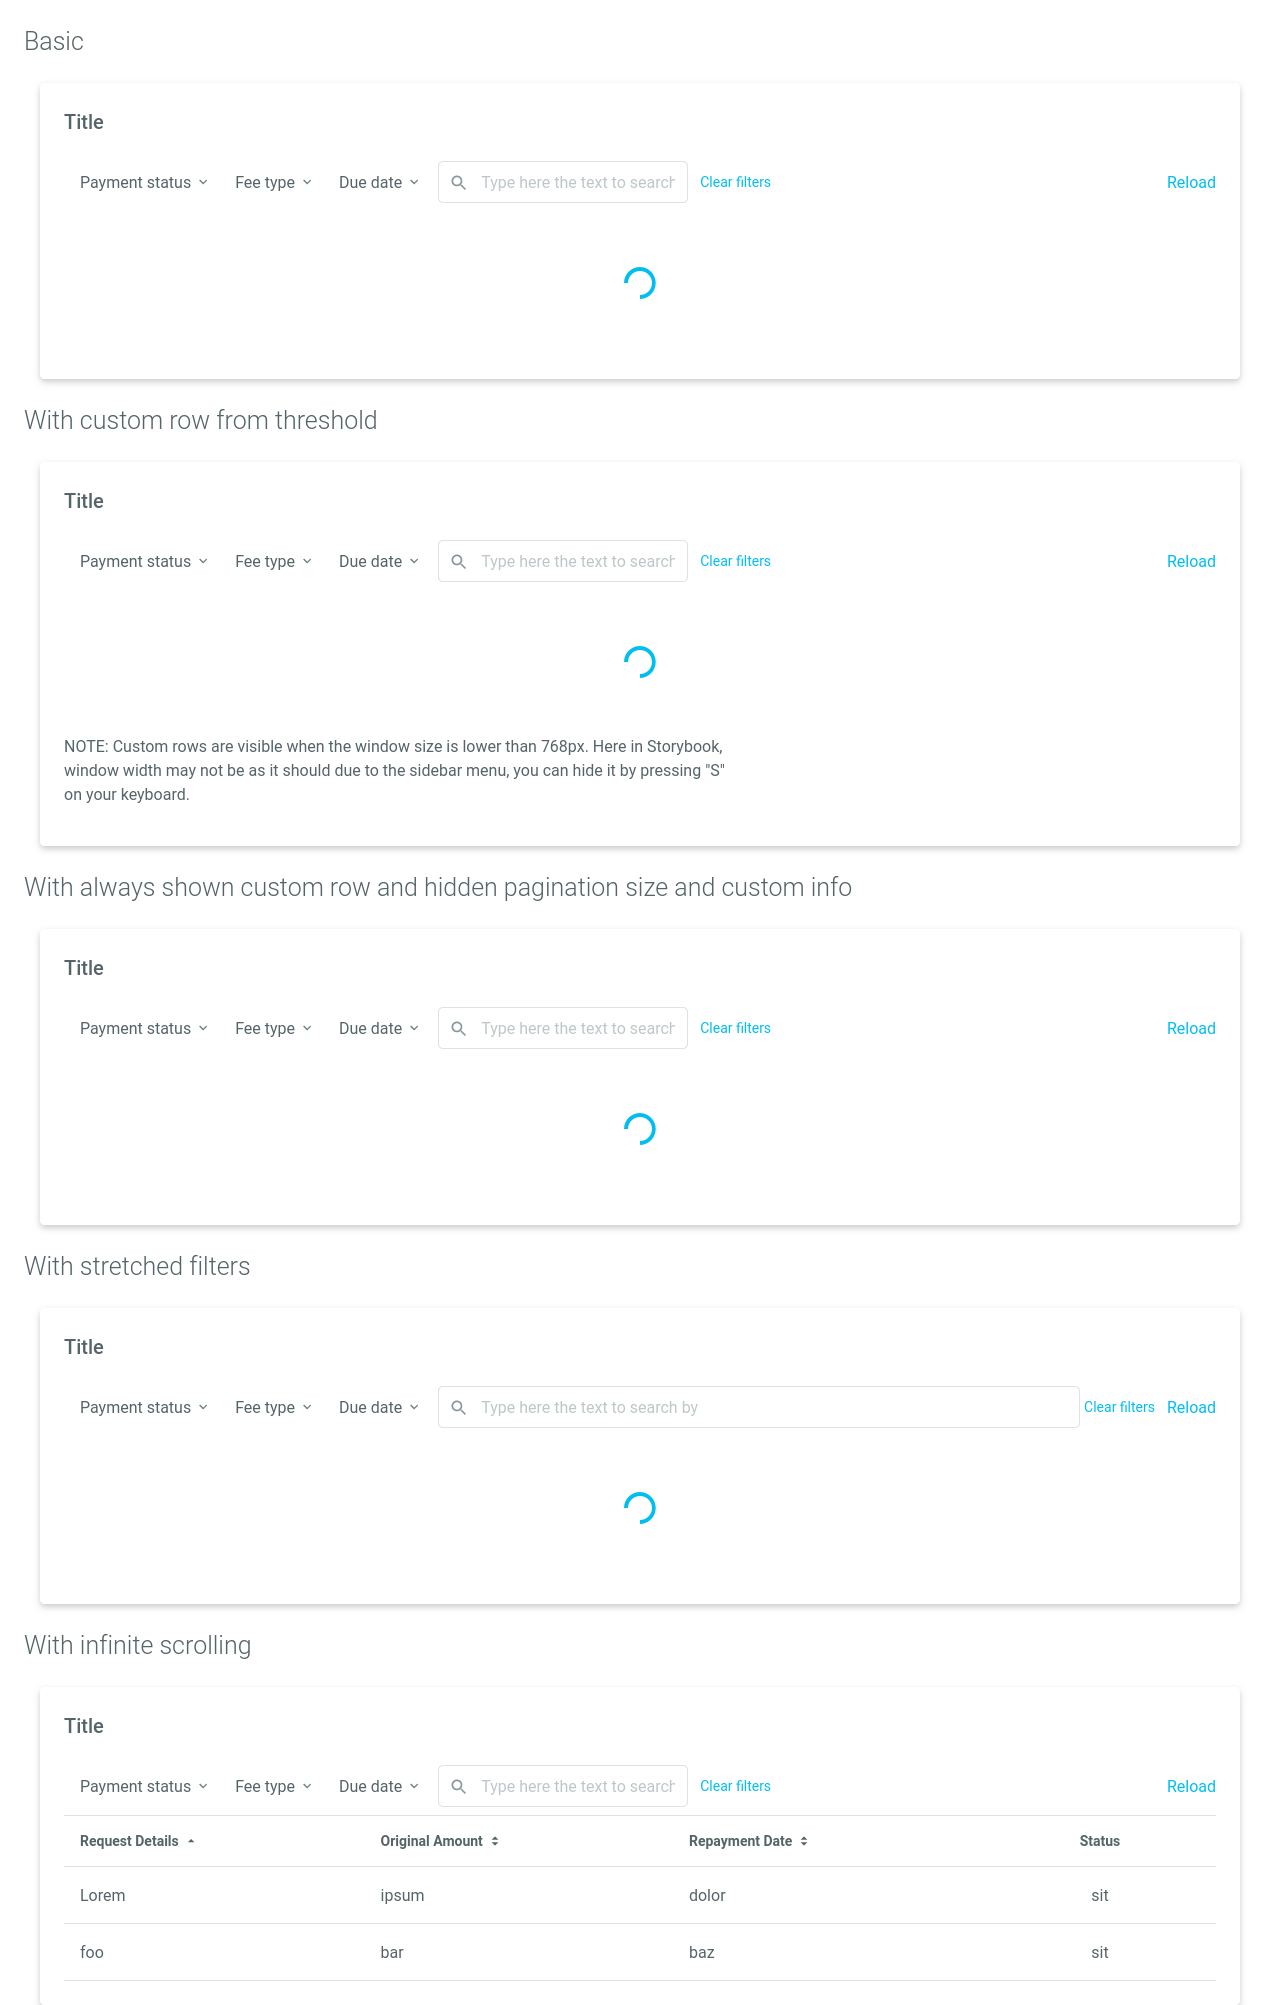 Basic
Title
Payment status Fee type Due date Type here the text to search Clear filters Reload
With custom row from threshold
Title
Payment status Fee type Due date Type here the text to search Clear filters Reload
NOTE: Custom rows are visible when the window size is lower than 768px. Here in Storybook,
window width may not be as it should due to the sidebar menu, you can hide it by pressing "S"
on your keyboard.
With always shown custom row and hidden pagination size and custom info
Title
Payment status Fee type Due date Type here the text to search Clear filters Reload
With stretched filters
Title
Payment status Fee type Due date Type here the text to search by Clear filters Reload
With infinite scrolling
Title
Payment status Fee type Due date Type here the text to search Clear filters Reload
Request Details Original Amount Repayment Date Status
Lorem ipsum dolor sit
foo bar baz sit